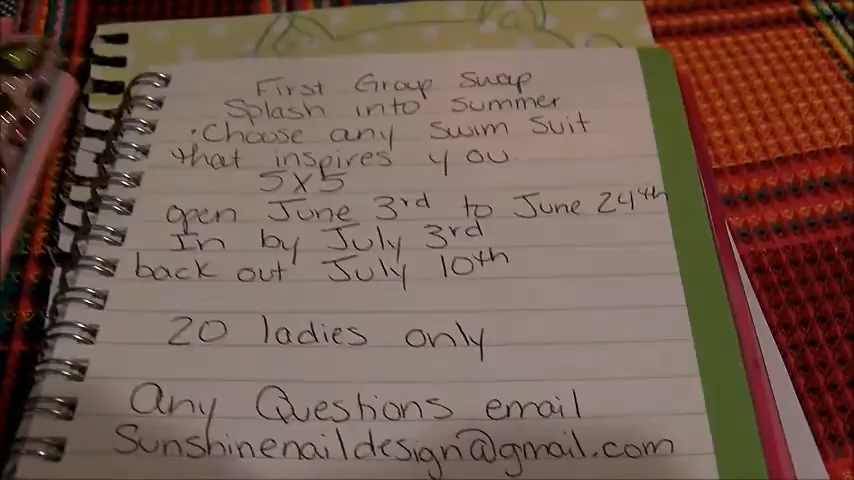 First Group Swap
Splash into Summer
·Choose any swim suit
that inspires you
5x5
open June 3rd to June 24th
In by July 3rd
back out July 10th
20 ladies only
Any Questions email
Sunshinenaildesign@gmail.com